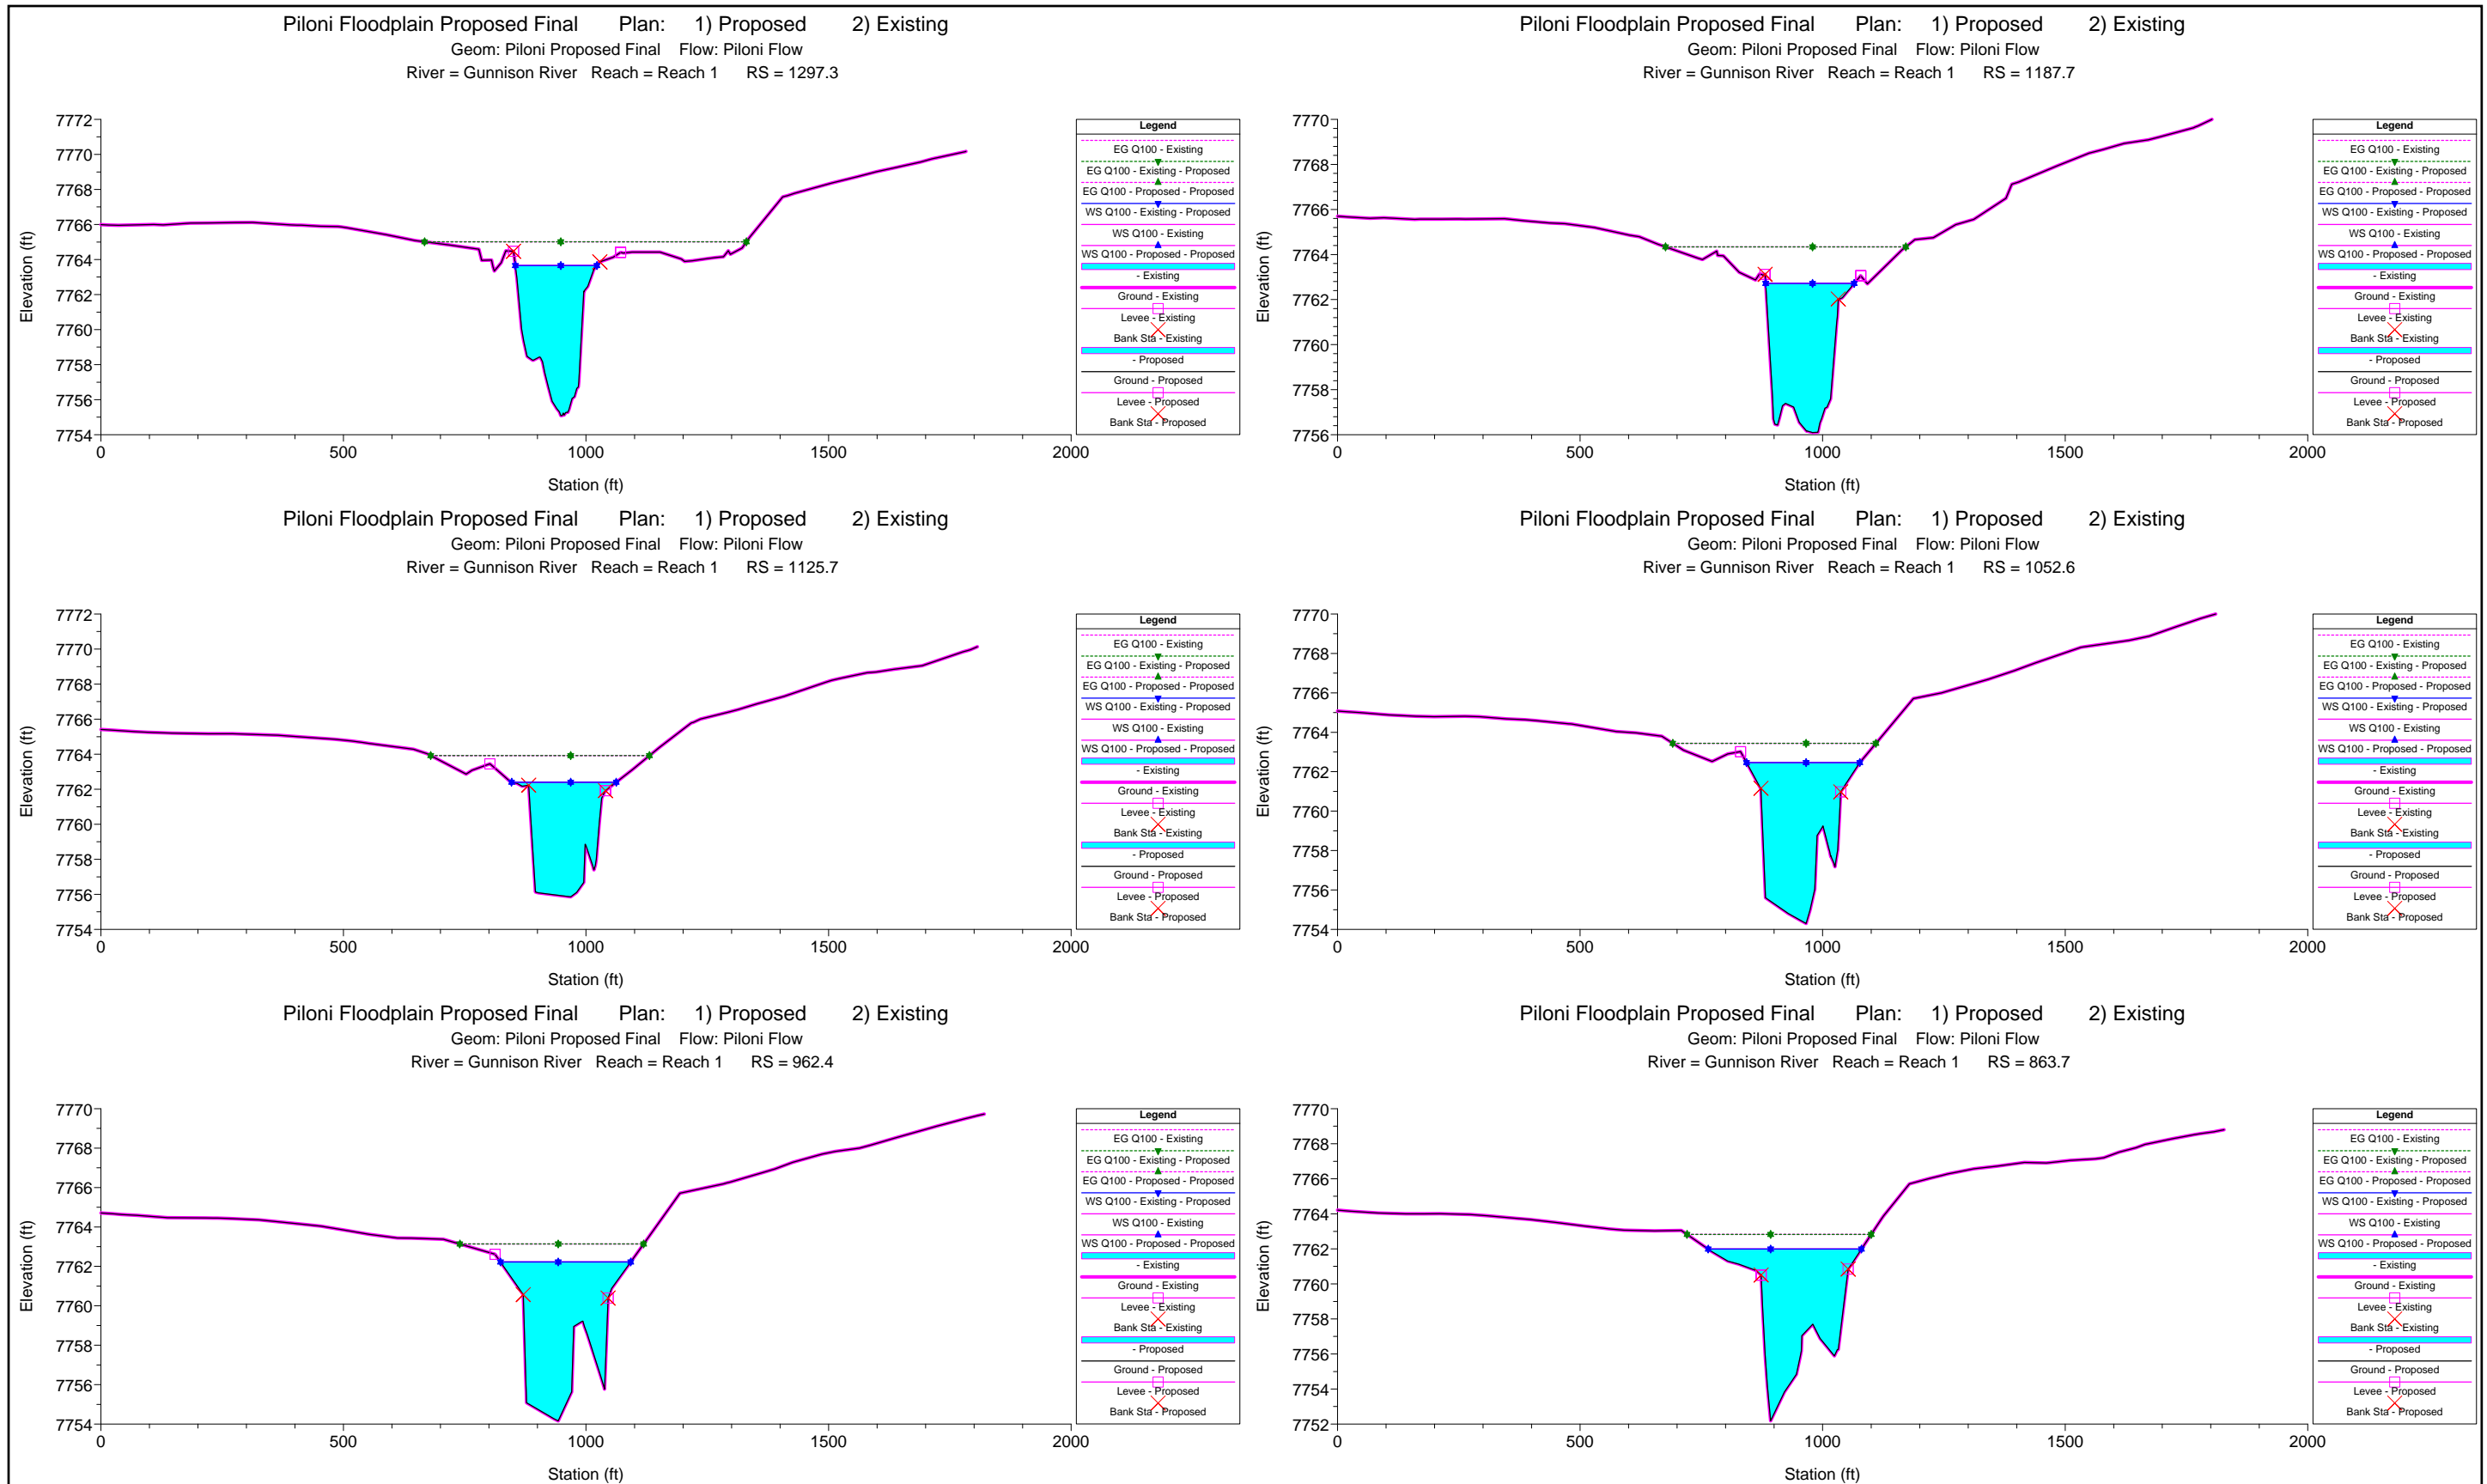 Piloni Floodplain Proposed Final Plan: 1) Proposed 2) Existing
Geom: Piloni Proposed Final Flow: Piloni Flow
River = Gunnison River Reach = Reach 1 RS = 1297.3
7772
7770
7768
7766
7764
7762
7760
7758
7756
7754
Elevation (ft)
0 500 1000 1500 2000
Station (ft)
Legend
EG Q100 - Existing
EG Q100 - Existing - Proposed
EG Q100 - Proposed - Proposed
WS Q100 - Existing - Proposed
WS Q100 - Existing
WS Q100 - Proposed - Proposed
- Existing
Ground - Existing
Levee - Existing
Bank Sta - Existing
- Proposed
Ground - Proposed
Levee - Proposed
Bank Sta - Proposed
Piloni Floodplain Proposed Final Plan: 1) Proposed 2) Existing
Geom: Piloni Proposed Final Flow: Piloni Flow
River = Gunnison River Reach = Reach 1 RS = 1187.7
7770
7768
7766
7764
7762
7760
7758
7756
Elevation (ft)
0 500 1000 1500 2000
Station (ft)
Legend
EG Q100 - Existing
EG Q100 - Existing - Proposed
EG Q100 - Proposed - Proposed
WS Q100 - Existing - Proposed
WS Q100 - Existing
WS Q100 - Proposed - Proposed
- Existing
Ground - Existing
Levee - Existing
Bank Sta - Existing
- Proposed
Ground - Proposed
Levee - Proposed
Bank Sta - Proposed
Piloni Floodplain Proposed Final Plan: 1) Proposed 2) Existing
Geom: Piloni Proposed Final Flow: Piloni Flow
River = Gunnison River Reach = Reach 1 RS = 1125.7
7772
7770
7768
7766
7764
7762
7760
7758
7756
7754
Elevation (ft)
0 500 1000 1500 2000
Station (ft)
Legend
EG Q100 - Existing
EG Q100 - Existing - Proposed
EG Q100 - Proposed - Proposed
WS Q100 - Existing - Proposed
WS Q100 - Existing
WS Q100 - Proposed - Proposed
- Existing
Ground - Existing
Levee - Existing
Bank Sta - Existing
- Proposed
Ground - Proposed
Levee - Proposed
Bank Sta - Proposed
Piloni Floodplain Proposed Final Plan: 1) Proposed 2) Existing
Geom: Piloni Proposed Final Flow: Piloni Flow
River = Gunnison River Reach = Reach 1 RS = 1052.6
7770
7768
7766
7764
7762
7760
7758
7756
7754
Elevation (ft)
0 500 1000 1500 2000
Station (ft)
Legend
EG Q100 - Existing
EG Q100 - Existing - Proposed
EG Q100 - Proposed - Proposed
WS Q100 - Existing - Proposed
WS Q100 - Existing
WS Q100 - Proposed - Proposed
- Existing
Ground - Existing
Levee - Existing
Bank Sta - Existing
- Proposed
Ground - Proposed
Levee - Proposed
Bank Sta - Proposed
Piloni Floodplain Proposed Final Plan: 1) Proposed 2) Existing
Geom: Piloni Proposed Final Flow: Piloni Flow
River = Gunnison River Reach = Reach 1 RS = 962.4
7770
7768
7766
7764
7762
7760
7758
7756
7754
Elevation (ft)
0 500 1000 1500 2000
Station (ft)
Legend
EG Q100 - Existing
EG Q100 - Existing - Proposed
EG Q100 - Proposed - Proposed
WS Q100 - Existing - Proposed
WS Q100 - Existing
WS Q100 - Proposed - Proposed
- Existing
Ground - Existing
Levee - Existing
Bank Sta - Existing
- Proposed
Ground - Proposed
Levee - Proposed
Bank Sta - Proposed
Piloni Floodplain Proposed Final Plan: 1) Proposed 2) Existing
Geom: Piloni Proposed Final Flow: Piloni Flow
River = Gunnison River Reach = Reach 1 RS = 863.7
7770
7768
7766
7764
7762
7760
7758
7756
7754
7752
Elevation (ft)
0 500 1000 1500 2000
Station (ft)
Legend
EG Q100 - Existing
EG Q100 - Existing - Proposed
EG Q100 - Proposed - Proposed
WS Q100 - Existing - Proposed
WS Q100 - Existing
WS Q100 - Proposed - Proposed
- Existing
Ground - Existing
Levee - Existing
Bank Sta - Existing
- Proposed
Ground - Proposed
Levee - Proposed
Bank Sta - Proposed